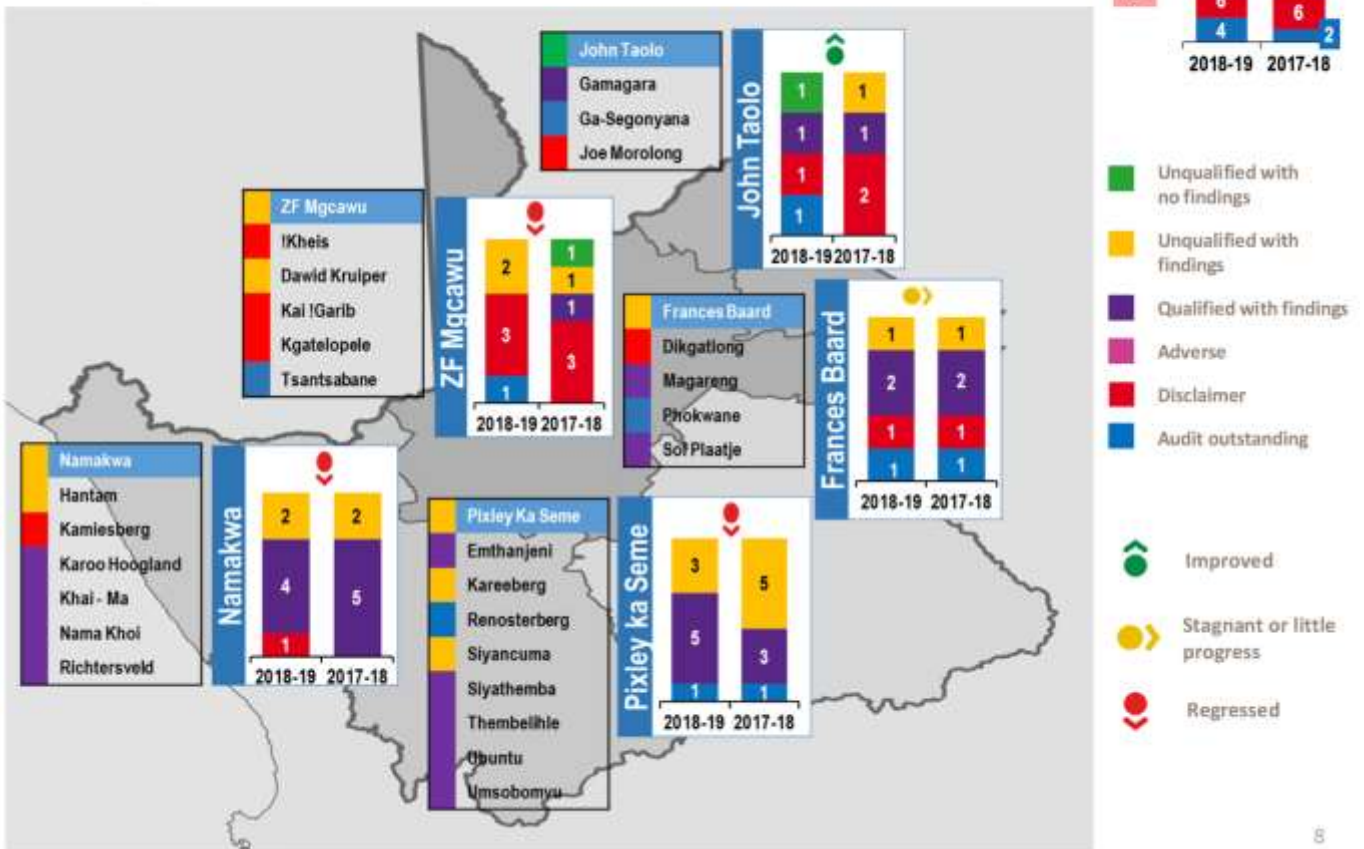 6
6
4
2
2018-19
2017-18
John Taolo
Gamagara
Ga-Segonyana
Joe Morolong
John Taolo
1
1
1
1
1
1
2
2018-19
2017-18
ZF Mgcawu
!Kheis
Dawid Kruiper
Kai !Garib
Kgatelopele
Tsantsabane
ZF Mgcawu
2
3
1
1
1
1
3
2018-19
2017-18
Frances Baard
Dikgatlong
Magareng
Phokwane
Sol Plaatje
Frances Baard
1
2
1
1
1
2
1
1
2018-19
2017-18
Namakwa
Hantam
Kamiesberg
Karoo Hoogland
Khai - Ma
Nama Khoi
Richtersveld
Namakwa
2
4
1
2
5
2018-19
2017-18
Pixley Ka Seme
Emthanjeni
Kareeberg
Renosterberg
Siyancuma
Siyathemba
Thembelihle
Ubuntu
Umsobomyu
Pixley ka Seme
3
5
1
5
3
1
2018-19
2017-18
Unqualified with
no findings
Unqualified with
findings
Qualified with findings
Adverse
Disclaimer
Audit outstanding
Improved
Stagnant or little
progress
Regressed
8